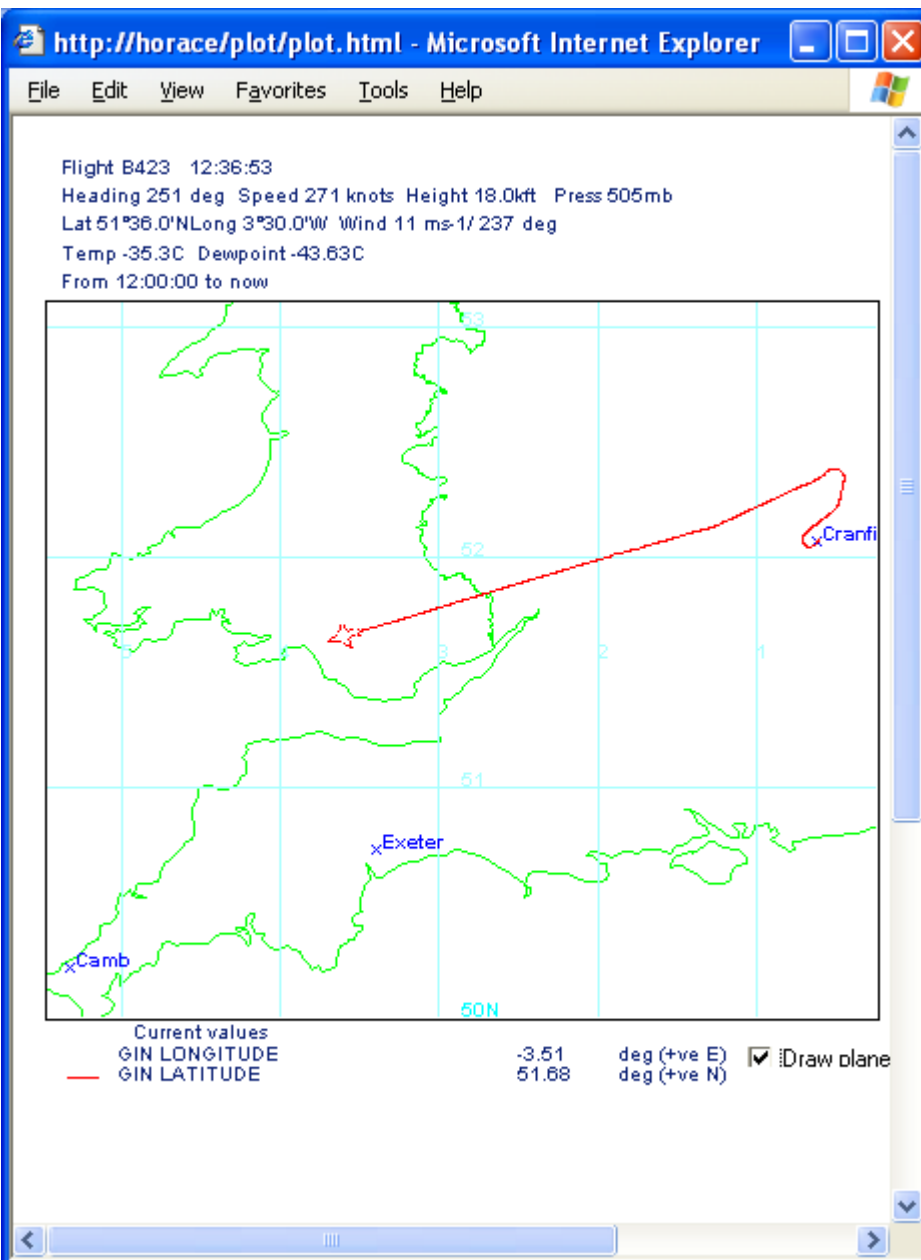 http://horace/plot/plot.html - Microsoft Internet Explorer
File Edit View Favorites Tools Help
Flight B423 12:36:53
Heading 251 deg Speed 271 knots Height 18.0kft Press 505mb
Lat 51°36.0'NLong 3°30.0'W Wind 11 ms-1/ 237 deg
Temp -35.3C Dewpoint -43.63C
From 12:00:00 to now
53
Cranfi
52
5 4 3 2 1
51
Exeter
Camb
50N
Current values
GIN LONGITUDE -3.51 deg (+ve E)
GIN LATITUDE 51.68 deg (+ve N)
Draw plane